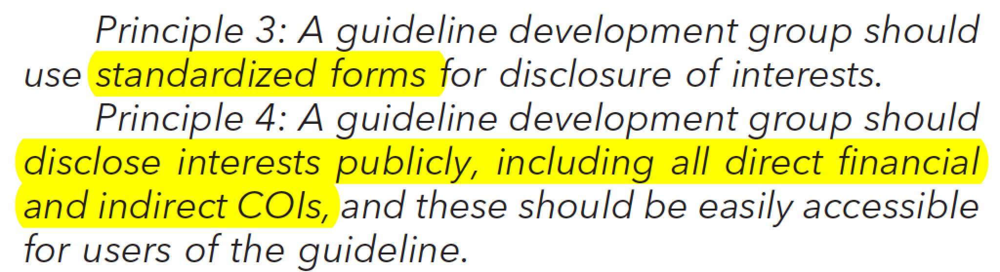 Principle 3: A guideline development group should
use standardized forms for disclosure of interests.
Principle 4: A guideline development group should
disclose interests publicly, including all direct financial
and indirect COIs, and these should be easily accessible
for users of the guideline.